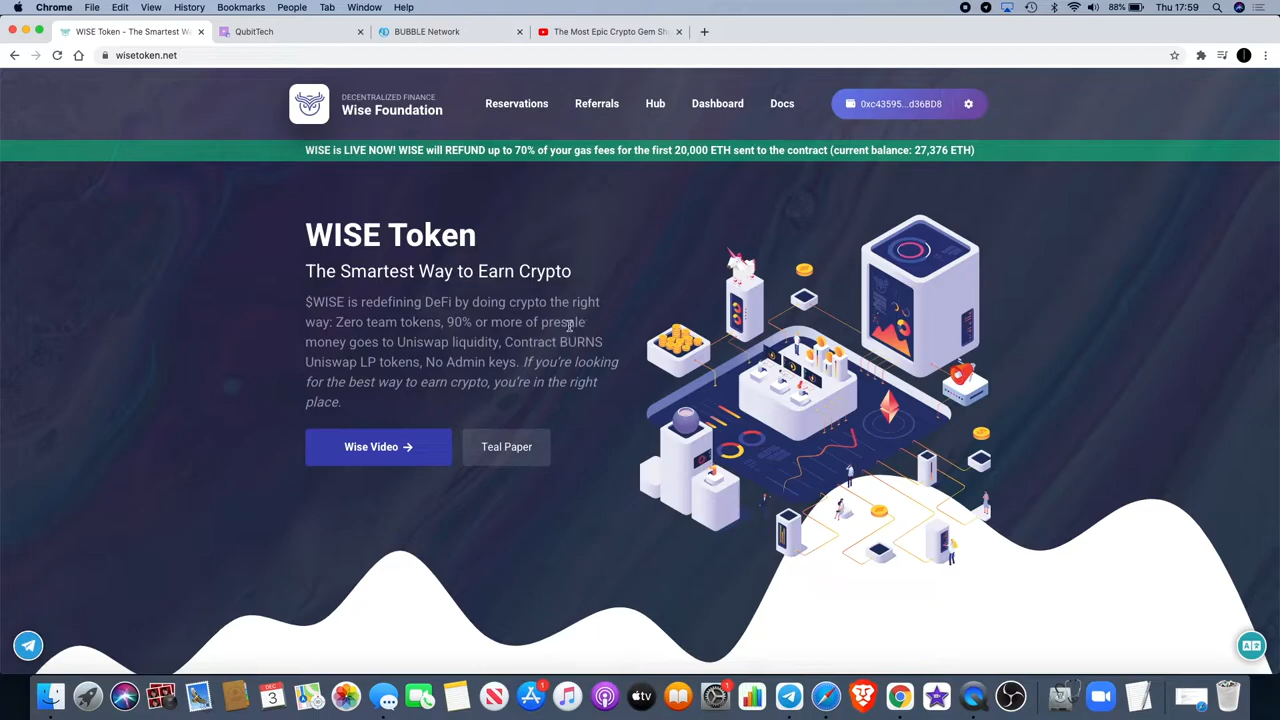 Chrome File Edit View History Bookmarks People Tab Window Help 88% Thu 17:59
WISE Token - The Smartest Wa QubitTech BUBBLE Network The Most Epic Crypto Gem Sh
wisetoken.net
DECENTRALIZED FINANCE
Wise Foundation
Reservations Referrals Hub Dashboard Docs 0xc43595...d36BD8
WISE is LIVE NOW! WISE will REFUND up to 70% of your gas fees for the first 20,000 ETH sent to the contract (current balance: 27,376 ETH)
WISE Token
The Smartest Way to Earn Crypto
$WISE is redefining DeFi by doing crypto the right
way: Zero team tokens, 90% or more of presale
money goes to Uniswap liquidity, Contract BURNS
Uniswap LP tokens, No Admin keys. If you're looking
for the best way to earn crypto, you're in the right
place.
Wise Video → Teal Paper
DEC
3
tv
1
1